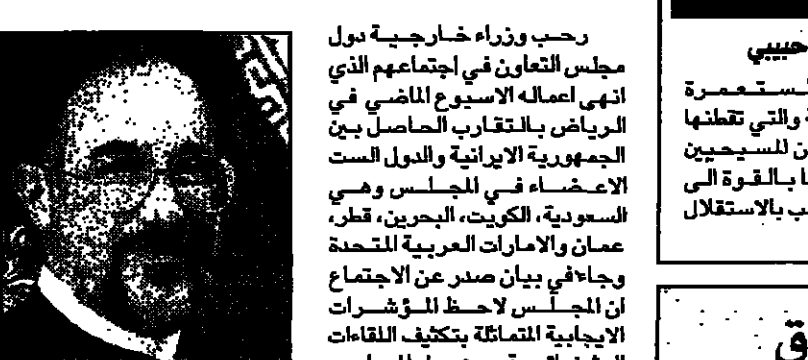 رحب وزراء خارجية دول
مجلس التعاون في اجتماعهم الذي
انهى اعماله الاسبوع الماضي في
الرياض بالتقارب الحاصل بين
الجمهورية الايرانية والدول الست
الاعضاء في المجلس وهي
السعودية، الكويت، البحرين، قطر،
عمان والامارات العربية المتحدة
وجاء في بيان صدر عن الاجتماع
ان المجلس لاحظ المؤشرات
الايجابية المتماثلة بتكثيف اللقاءات
حبيبي
ستعمرة
والتي تقطنها
ن المسيحيين
ا بالقوة الى
ب بالاستقلال
ق